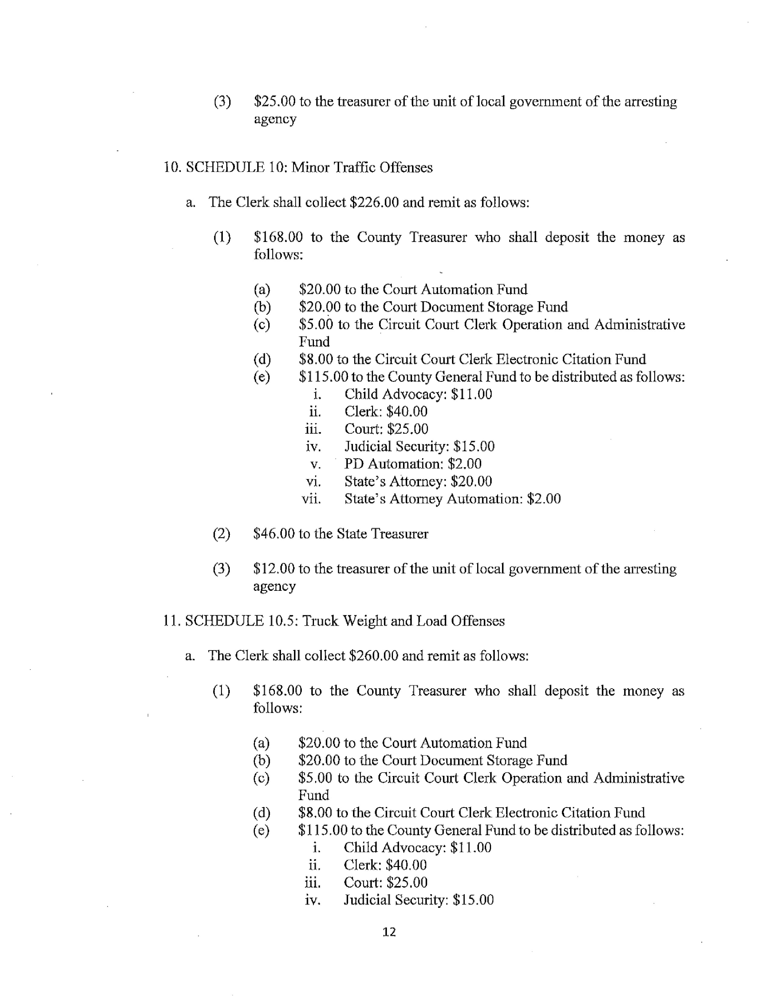 (3) $25.00 to the treasurer of the unit of local government of the arresting
agency
10. SCHEDULE 10: Minor Traffic Offenses
a. The Clerk shall collect $226.00 and remit as follows:
(1) $168.00 to the County Treasurer who shall deposit the money as
follows:
(a) $20.00 to the Court Automation Fund
(b) $20.00 to the Court Document Storage Fund
(c) $5.00 to the Circuit Court Clerk Operation and Administrative
Fund
(d) $8.00 to the Circuit Court Clerk Electronic Citation Fund
(e) $115.00 to the County General Fund to be distributed as follows:
i. Child Advocacy: $11.00
ii. Clerk: $40.00
iii. Court: $25.00
iv. Judicial Security: $15.00
v. PD Automation: $2.00
vi. State's Attorney: $20.00
vii. State's Attorney Automation: $2.00
(2) $46.00 to the State Treasurer
(3) $12.00 to the treasurer of the unit of local government of the arresting
agency
11. SCHEDULE 10.5: Truck Weight and Load Offenses
a. The Clerk shall collect $260.00 and remit as follows:
(1) $168.00 to the County Treasurer who shall deposit the money as
follows:
(a) $20.00 to the Court Automation Fund
(b) $20.00 to the Court Document Storage Fund
(c) $5.00 to the Circuit Court Clerk Operation and Administrative
Fund
(d) $8.00 to the Circuit Court Clerk Electronic Citation Fund
(e) $115.00 to the County General Fund to be distributed as follows:
i. Child Advocacy: $11.00
ii. Clerk: $40.00
iii. Court: $25.00
iv. Judicial Security: $15.00
12